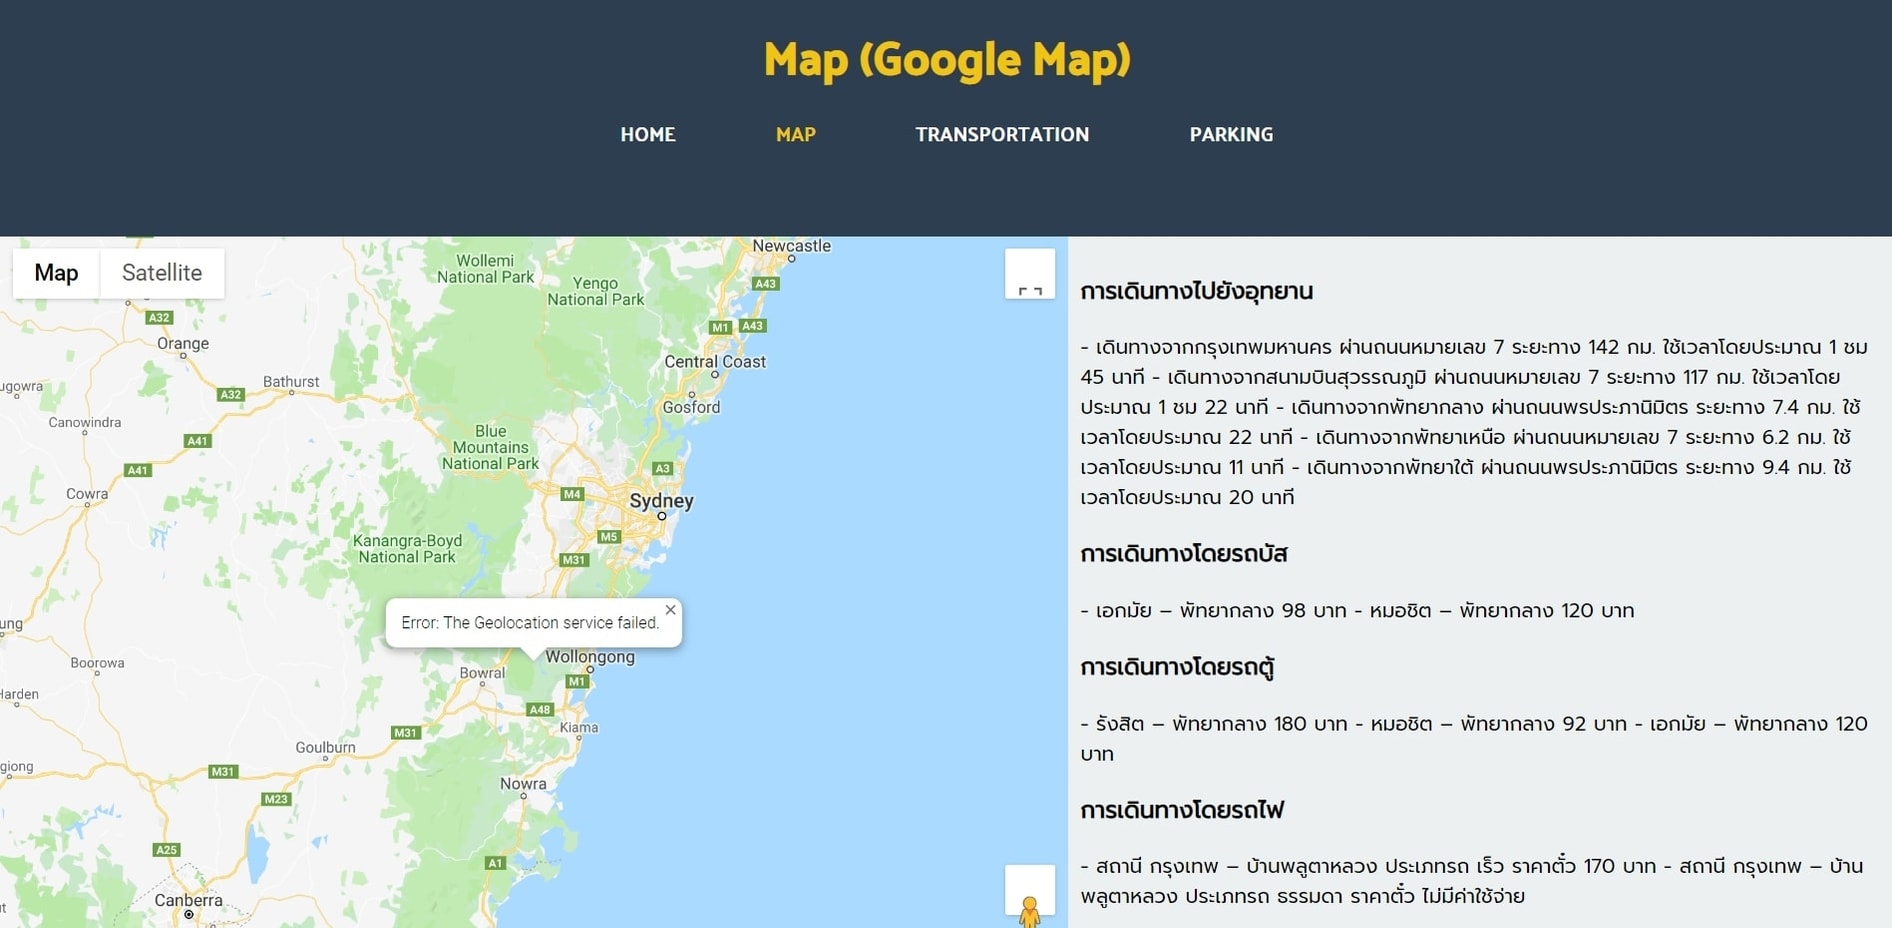 Map (Google Map)
HOME MAP TRANSPORTATION PARKING
Map Satellite
Newcastle
Wollemi
National Park
Yengo
National Park
A43
A32
M1 A43
Orange
Central Coast
Bathurst
A32
Gosford
Canowindra
Blue
Mountains
National Park
A41
A41
A3
Cowra
M4
Sydney
M5
Kanangra-Boyd
National Park
M31
Error: The Geolocation service failed.
Wollongong
Boorowa
Bowral
M1
A48
Kiama
M31
Goulburn
M31
Nowra
M23
A25
A1
Canberra
การเดินทางไปยังอุทยาน
- เดินทางจากกรุงเทพมหานคร ผ่านถนนหมายเลข 7 ระยะทาง 142 กม. ใช้เวลาโดยประมาณ 1 ชม
45 นาที - เดินทางจากสนามบินสุวรรณภูมิ ผ่านถนนหมายเลข 7 ระยะทาง 117 กม. ใช้เวลาโดย
ประมาณ 1 ชม 22 นาที - เดินทางจากพัทยากลาง ผ่านถนนพรประภานิมิตร ระยะทาง 7.4 กม. ใช้
เวลาโดยประมาณ 22 นาที - เดินทางจากพัทยาเหนือ ผ่านถนนหมายเลข 7 ระยะทาง 6.2 กม. ใช้
เวลาโดยประมาณ 11 นาที - เดินทางจากพัทยาใต้ ผ่านถนนพรประภานิมิตร ระยะทาง 9.4 กม. ใช้
เวลาโดยประมาณ 20 นาที
การเดินทางโดยรถบัส
- เอกมัย – พัทยากลาง 98 บาท - หมอชิต – พัทยากลาง 120 บาท
การเดินทางโดยรถตู้
- รังสิต – พัทยากลาง 180 บาท - หมอชิต – พัทยากลาง 92 บาท - เอกมัย – พัทยากลาง 120
บาท
การเดินทางโดยรถไฟ
- สถานี กรุงเทพ – บ้านพลูตาหลวง ประเภทรถ เร็ว ราคาตั๋ว 170 บาท - สถานี กรุงเทพ – บ้าน
พลูตาหลวง ประเภทรถ ธรรมดา ราคาตั๋ว ไม่มีค่าใช้จ่าย